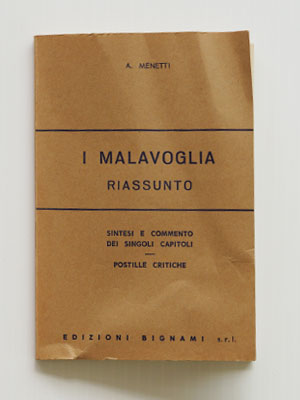 A. MENETTI
I MALAVOGLIA
RIASSUNTO
SINTESI E COMMENTO
DEI SINGOLI CAPITOLI
POSTILLE CRITICHE
EDIZIONI BIGNAMI s.r.l.